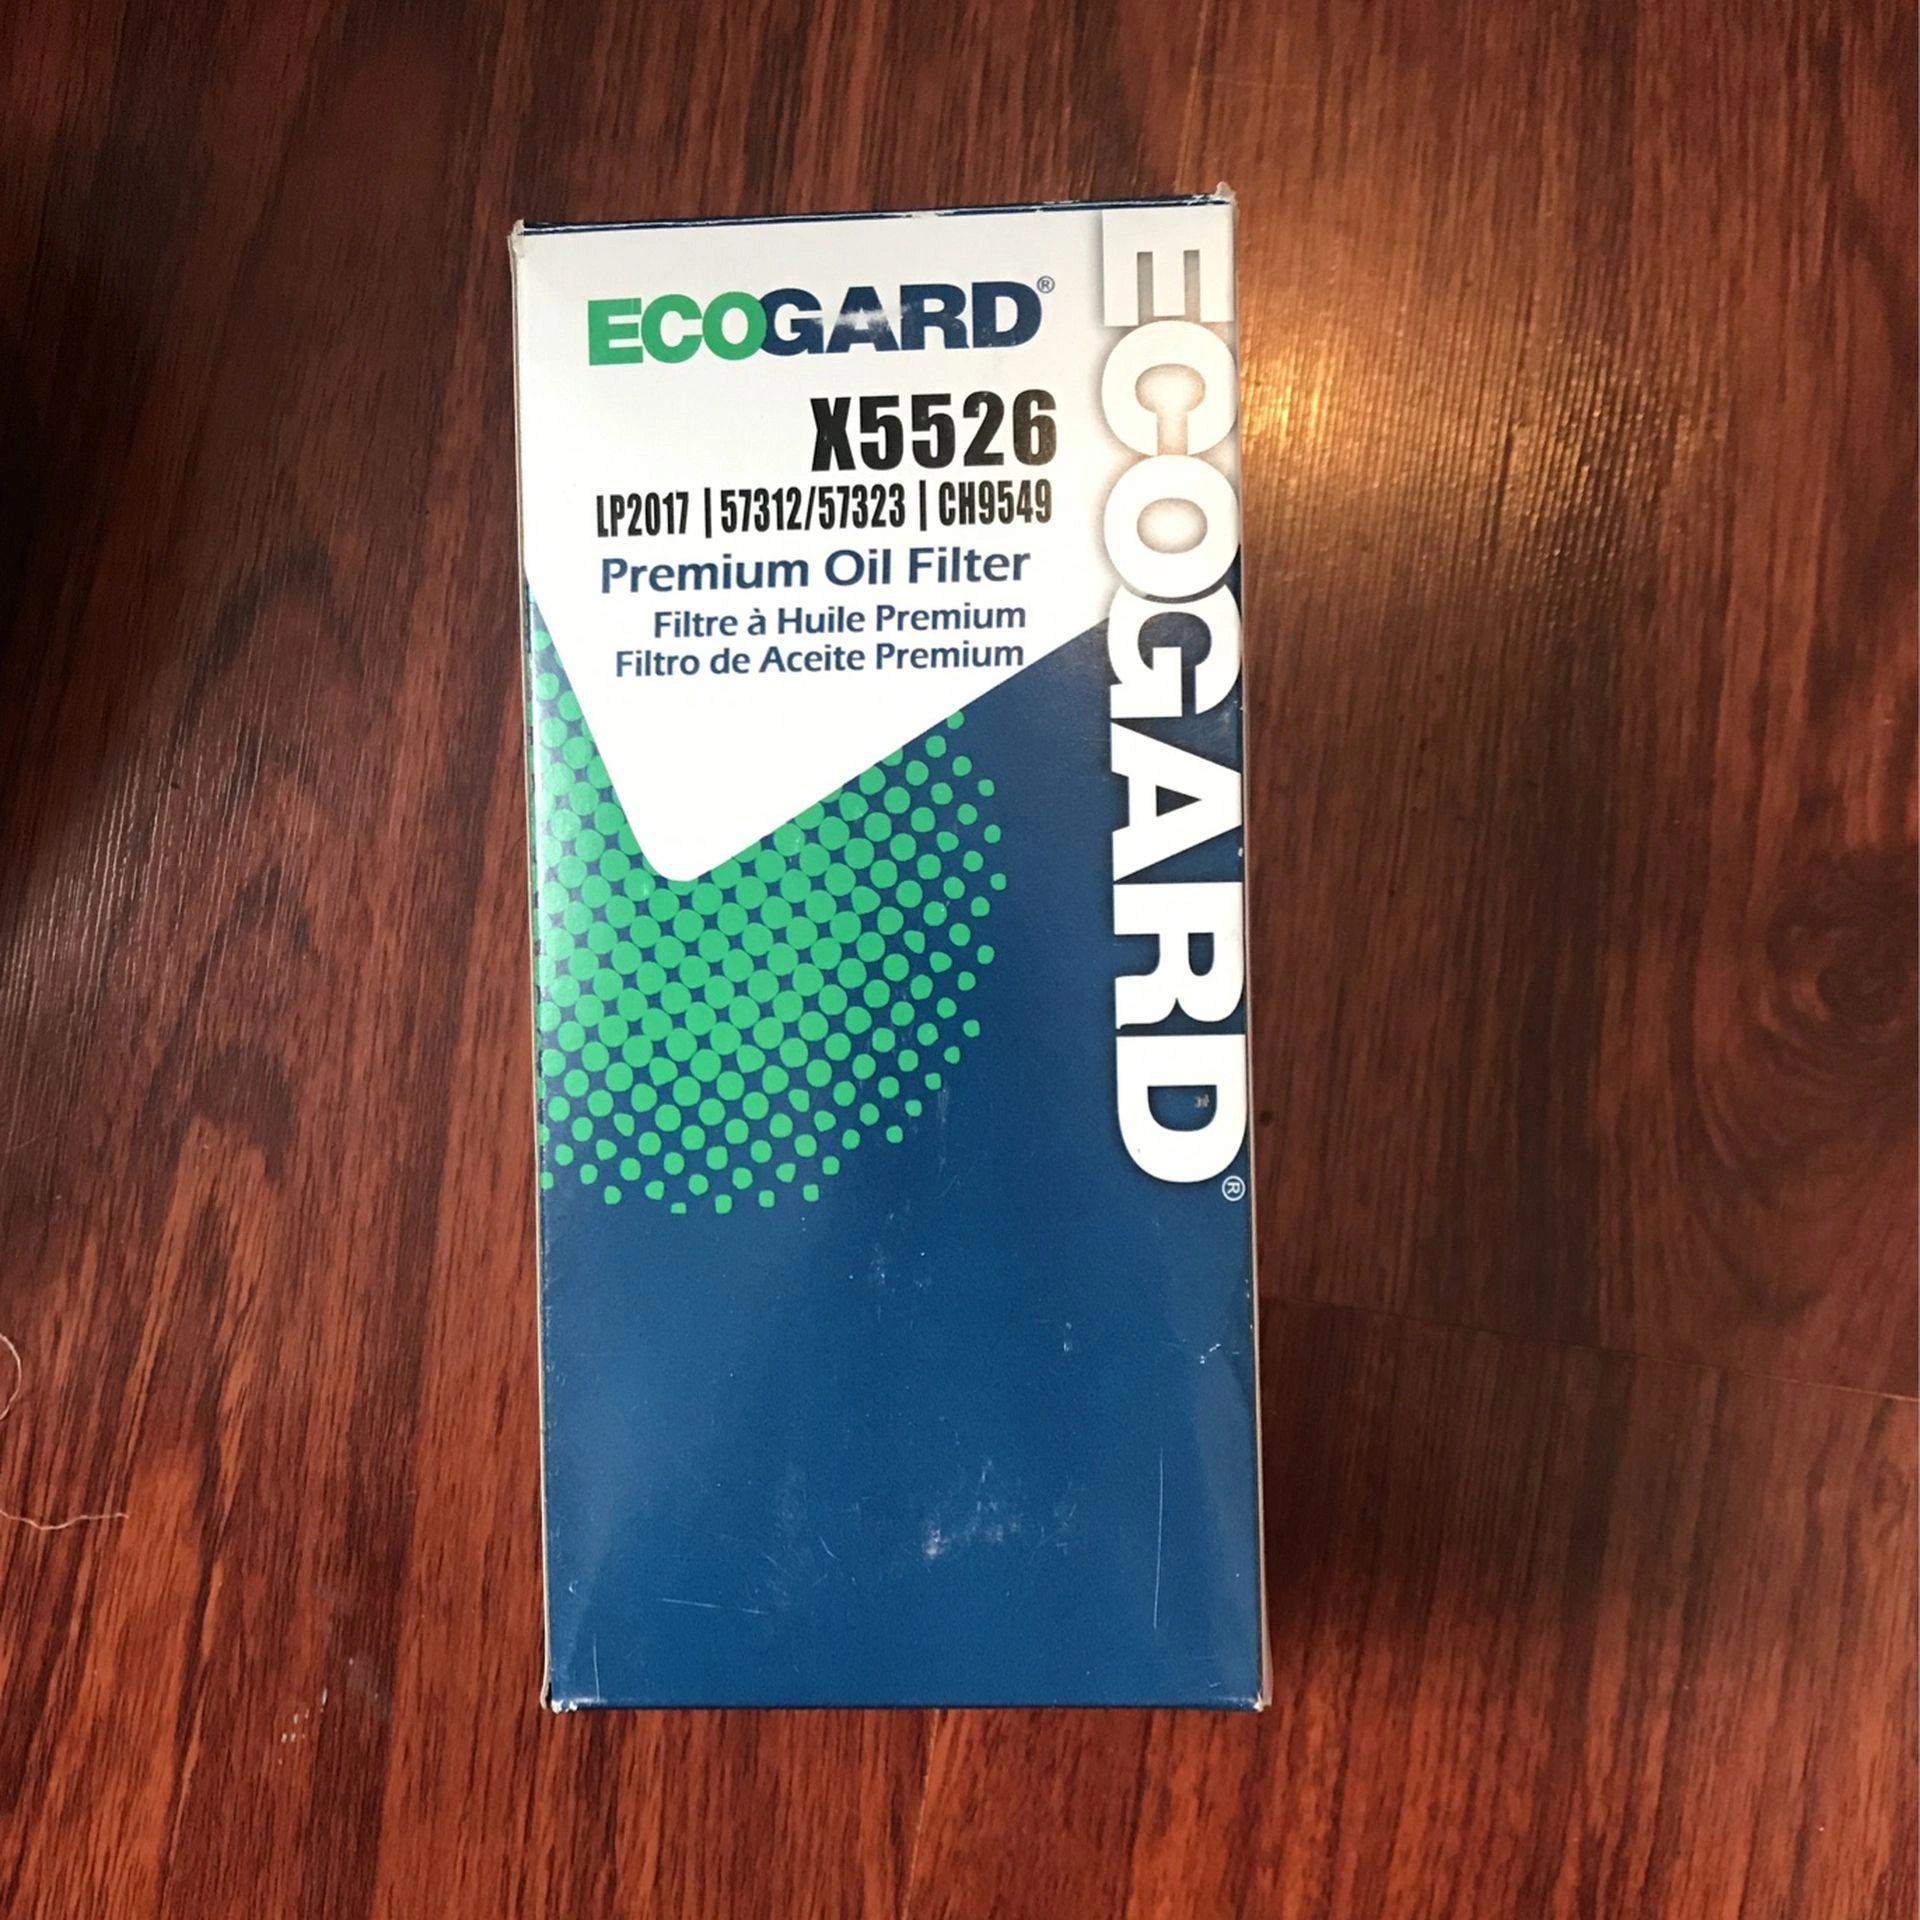 ECOGARD®
X5526
LP2017 | 57312/57323 | CH9549
Premium Oil Filter
Filtre à Huile Premium
Filtro de Aceite Premium
ECOGARD®